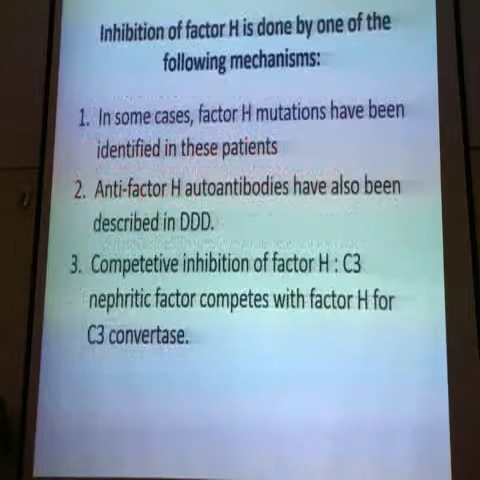 Inhibition of factor H is done by one of the
following mechanisms:
1. In some cases, factor H mutations have been
identified in these patients
2. Anti-factor H autoantibodies have also been
described in DDD.
3. Competetive inhibition of factor H : C3
nephritic factor competes with factor H for
C3 convertase.